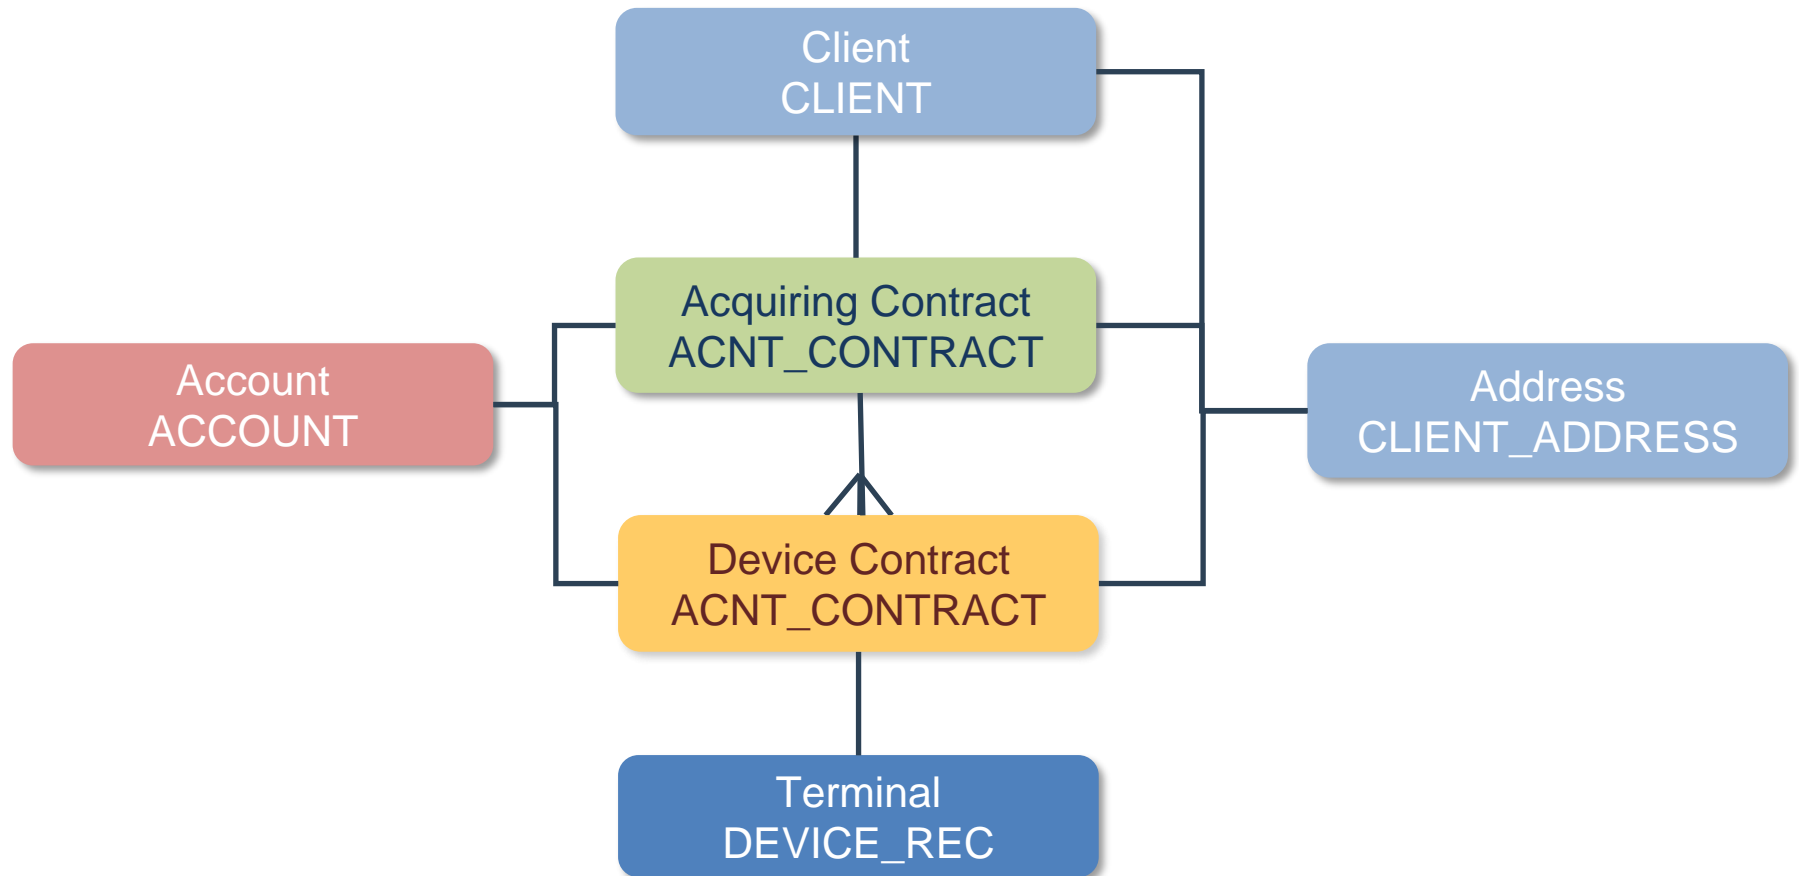 Client
CLIENT
Acquiring Contract
ACNT_CONTRACT
Account
ACCOUNT
Address
CLIENT_ADDRESS
Device Contract
ACNT_CONTRACT
Terminal
DEVICE_REC